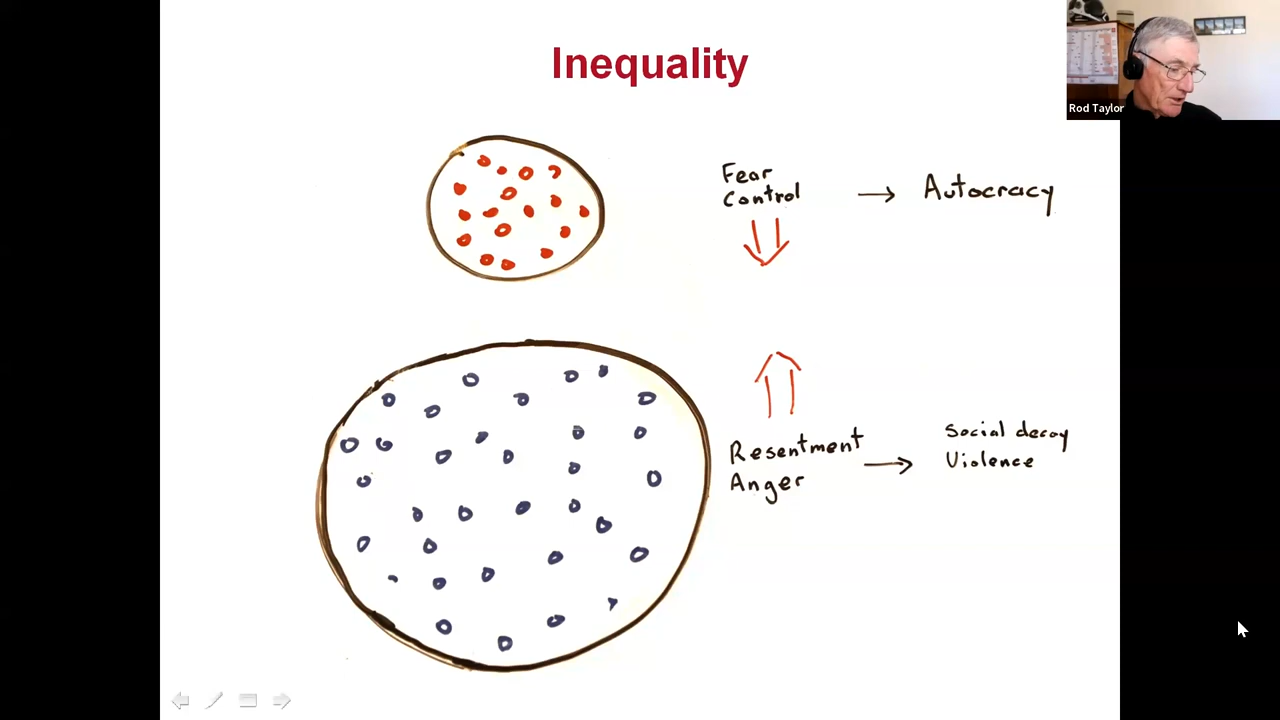 Inequality
Rod Taylor
Fear
Control → Autocracy
Resentment → Social decay
Anger
Violence